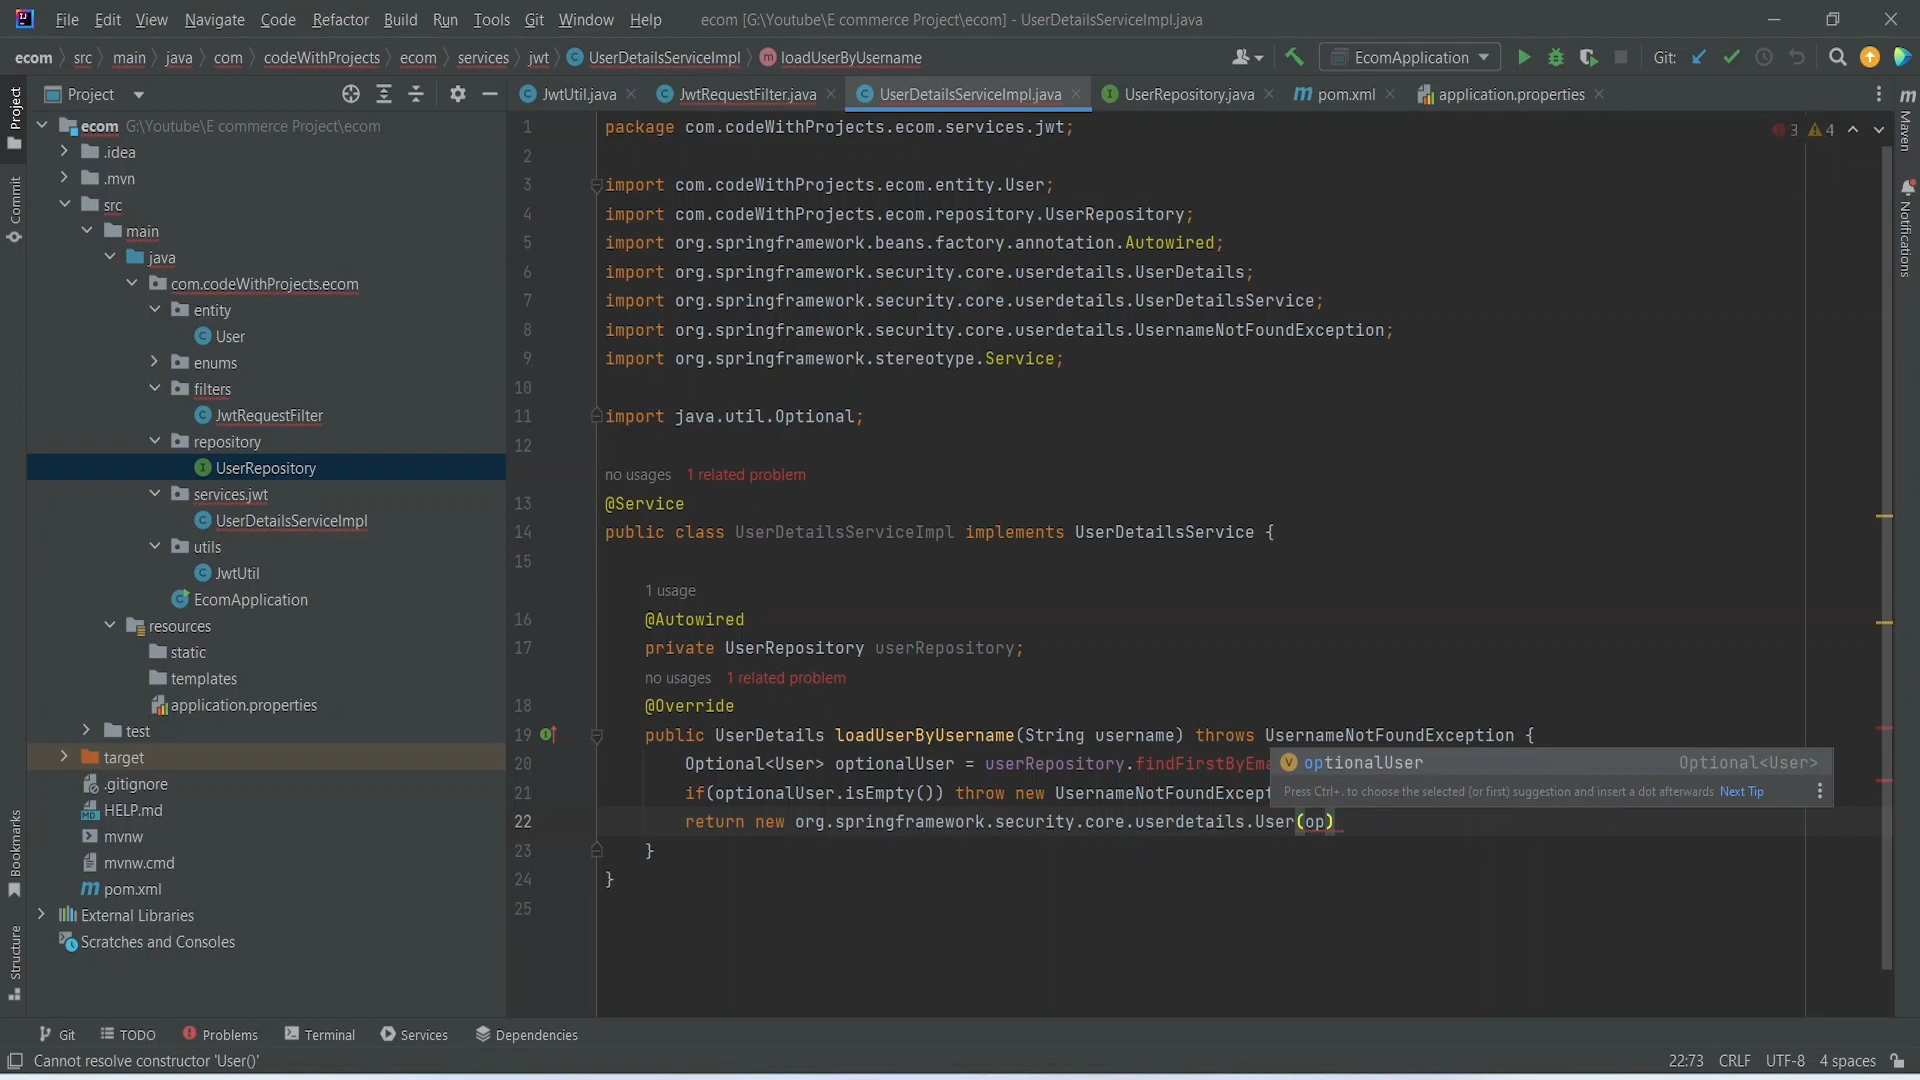 File Edit View Navigate Code Refactor Build Run Tools Git Window Help ecom [G:\Youtube\E commerce Project\ecom] - UserDetailsServiceImpl.java
ecom src main java com codeWithProjects ecom services jwt UserDetailsServiceImpl loadUserByUsername EcomApplication Git:
Project JwtUtil.java JwtRequestFilter.java UserDetailsServiceImpl.java UserRepository.java pom.xml application.properties
Project
Commit
Bookmarks
Structure
ecom G:\Youtube\E commerce Project\ecom
.idea
.mvn
src
main
java
com.codeWithProjects.ecom
entity
User
enums
filters
JwtRequestFilter
repository
UserRepository
services.jwt
UserDetailsServiceImpl
utils
JwtUtil
EcomApplication
resources
static
templates
application.properties
test
target
.gitignore
HELP.md
mvnw
mvnw.cmd
pom.xml
External Libraries
Scratches and Consoles
1 package com.codeWithProjects.ecom.services.jwt;
3 4
2
3 import com.codeWithProjects.ecom.entity.User;
4 import com.codeWithProjects.ecom.repository.UserRepository;
5 import org.springframework.beans.factory.annotation.Autowired;
6 import org.springframework.security.core.userdetails.UserDetails;
7 import org.springframework.security.core.userdetails.UserDetailsService;
8 import org.springframework.security.core.userdetails.UsernameNotFoundException;
9 import org.springframework.stereotype.Service;
10
11 import java.util.Optional;
12
no usages 1 related problem
13 @Service
14 public class UserDetailsServiceImpl implements UserDetailsService {
15
1 usage
16 @Autowired
17 private UserRepository userRepository;
no usages 1 related problem
18 @Override
19 public UserDetails loadUserByUsername(String username) throws UsernameNotFoundException {
20 Optional<User> optionalUser = userRepository.findFirstByEma
optionalUser Optional<User>
21 if(optionalUser.isEmpty()) throw new UsernameNotFoundExcept
Press Ctrl+. to choose the selected (or first) suggestion and insert a dot afterwards Next Tip
22 return new org.springframework.security.core.userdetails.User(op)
23 }
24 }
25
m
Maven
Notifications
Git TODO Problems Terminal Services Dependencies
Cannot resolve constructor 'User()' 22:73 CRLF UTF-8 4 spaces